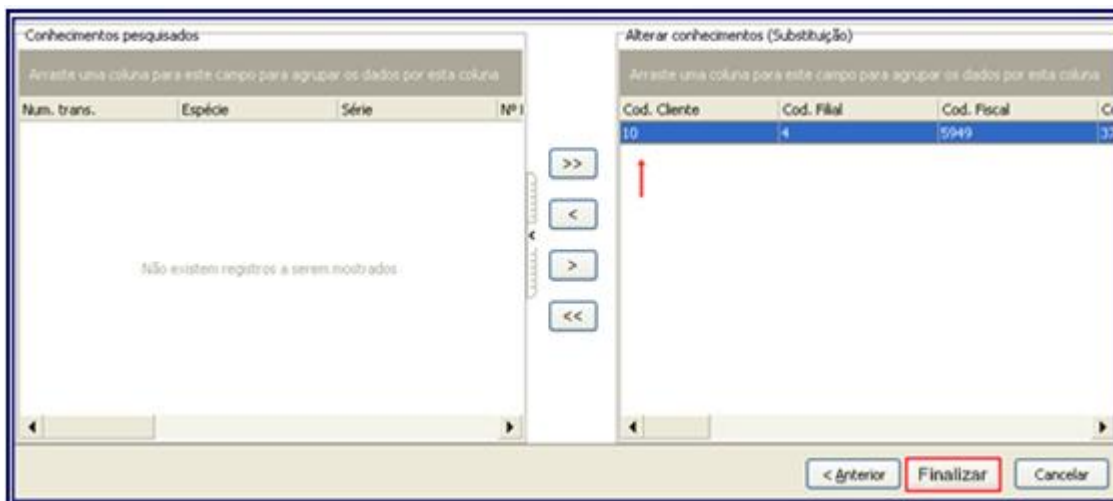 Conhecimentos pesquisados
Arraste uma coluna para este campo para agrupar os dados por esta coluna
Num. trans. Espécie Série Nº
Não existem registros a serem mostrados
>>
<
>
<<
Alterar conhecimentos (Substituição)
Arraste uma coluna para este campo para agrupar os dados por esta coluna
Cod. Cliente Cod. Filial Cod. Fiscal
10 4 5949
< Anterior Finalizar Cancelar